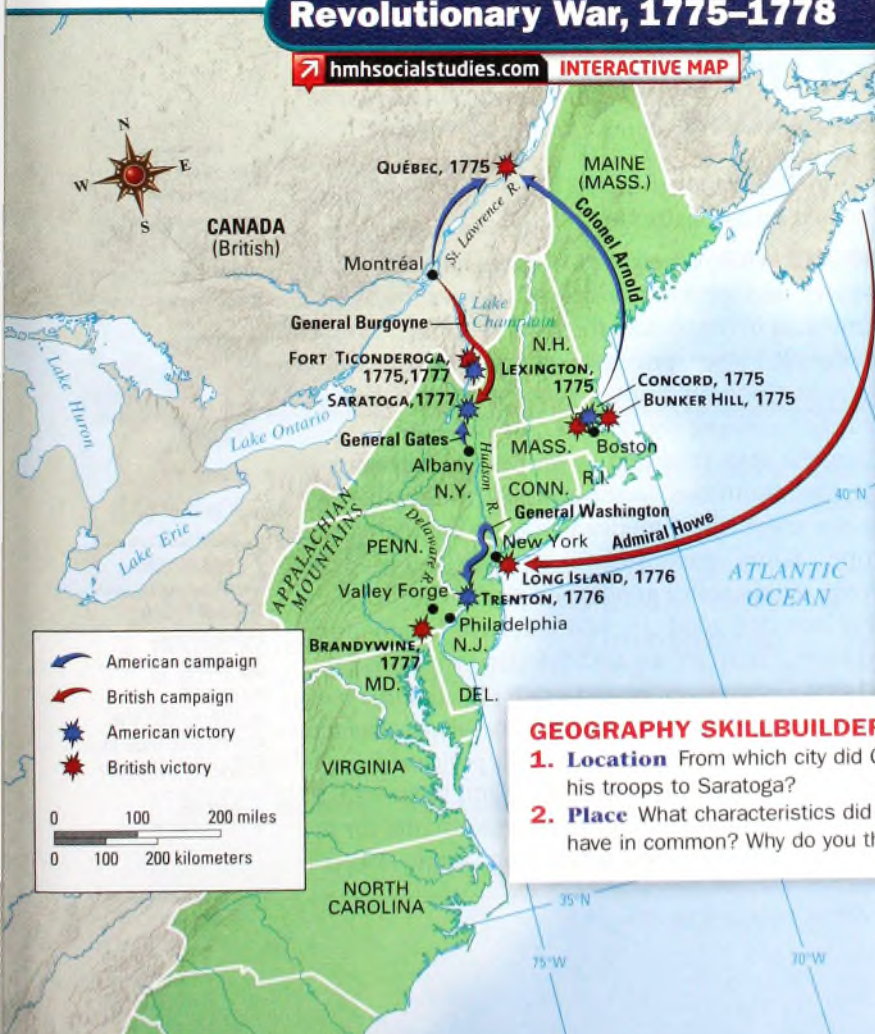 Revolutionary War, 1775–1778
hmhsocialstudies.com INTERACTIVE MAP
N
E
W
S
QUÉBEC, 1775
MAINE
(MASS.)
CANADA
(British)
St. Lawrence R.
Colonel Arnold
Montréal
Lake
Champlain
General Burgoyne
N.H.
FORT TICONDEROGA,
1775, 1777
LEXINGTON,
1775
CONCORD, 1775
BUNKER HILL, 1775
SARATOGA, 1777
Lake Huron
Lake Ontario
General Gates
Albany
Hudson R.
MASS.
Boston
N.Y.
CONN.
R.I.
40°N
General Washington
APPALACHIAN
MOUNTAINS
Delaware R.
PENN.
New York
Admiral Howe
Lake Erie
LONG ISLAND, 1776
ATLANTIC
OCEAN
Valley Forge
TRENTON, 1776
Philadelphia
BRANDYWINE,
1777
N.J.
MD.
DEL.
American campaign
British campaign
American victory
British victory
0 100 200 miles
0 100 200 kilometers
VIRGINIA
NORTH
CAROLINA
35°N
75°W
70°W
GEOGRAPHY SKILLBUILDER
1. Location From which city did
his troops to Saratoga?
2. Place What characteristics did
have in common? Why do you